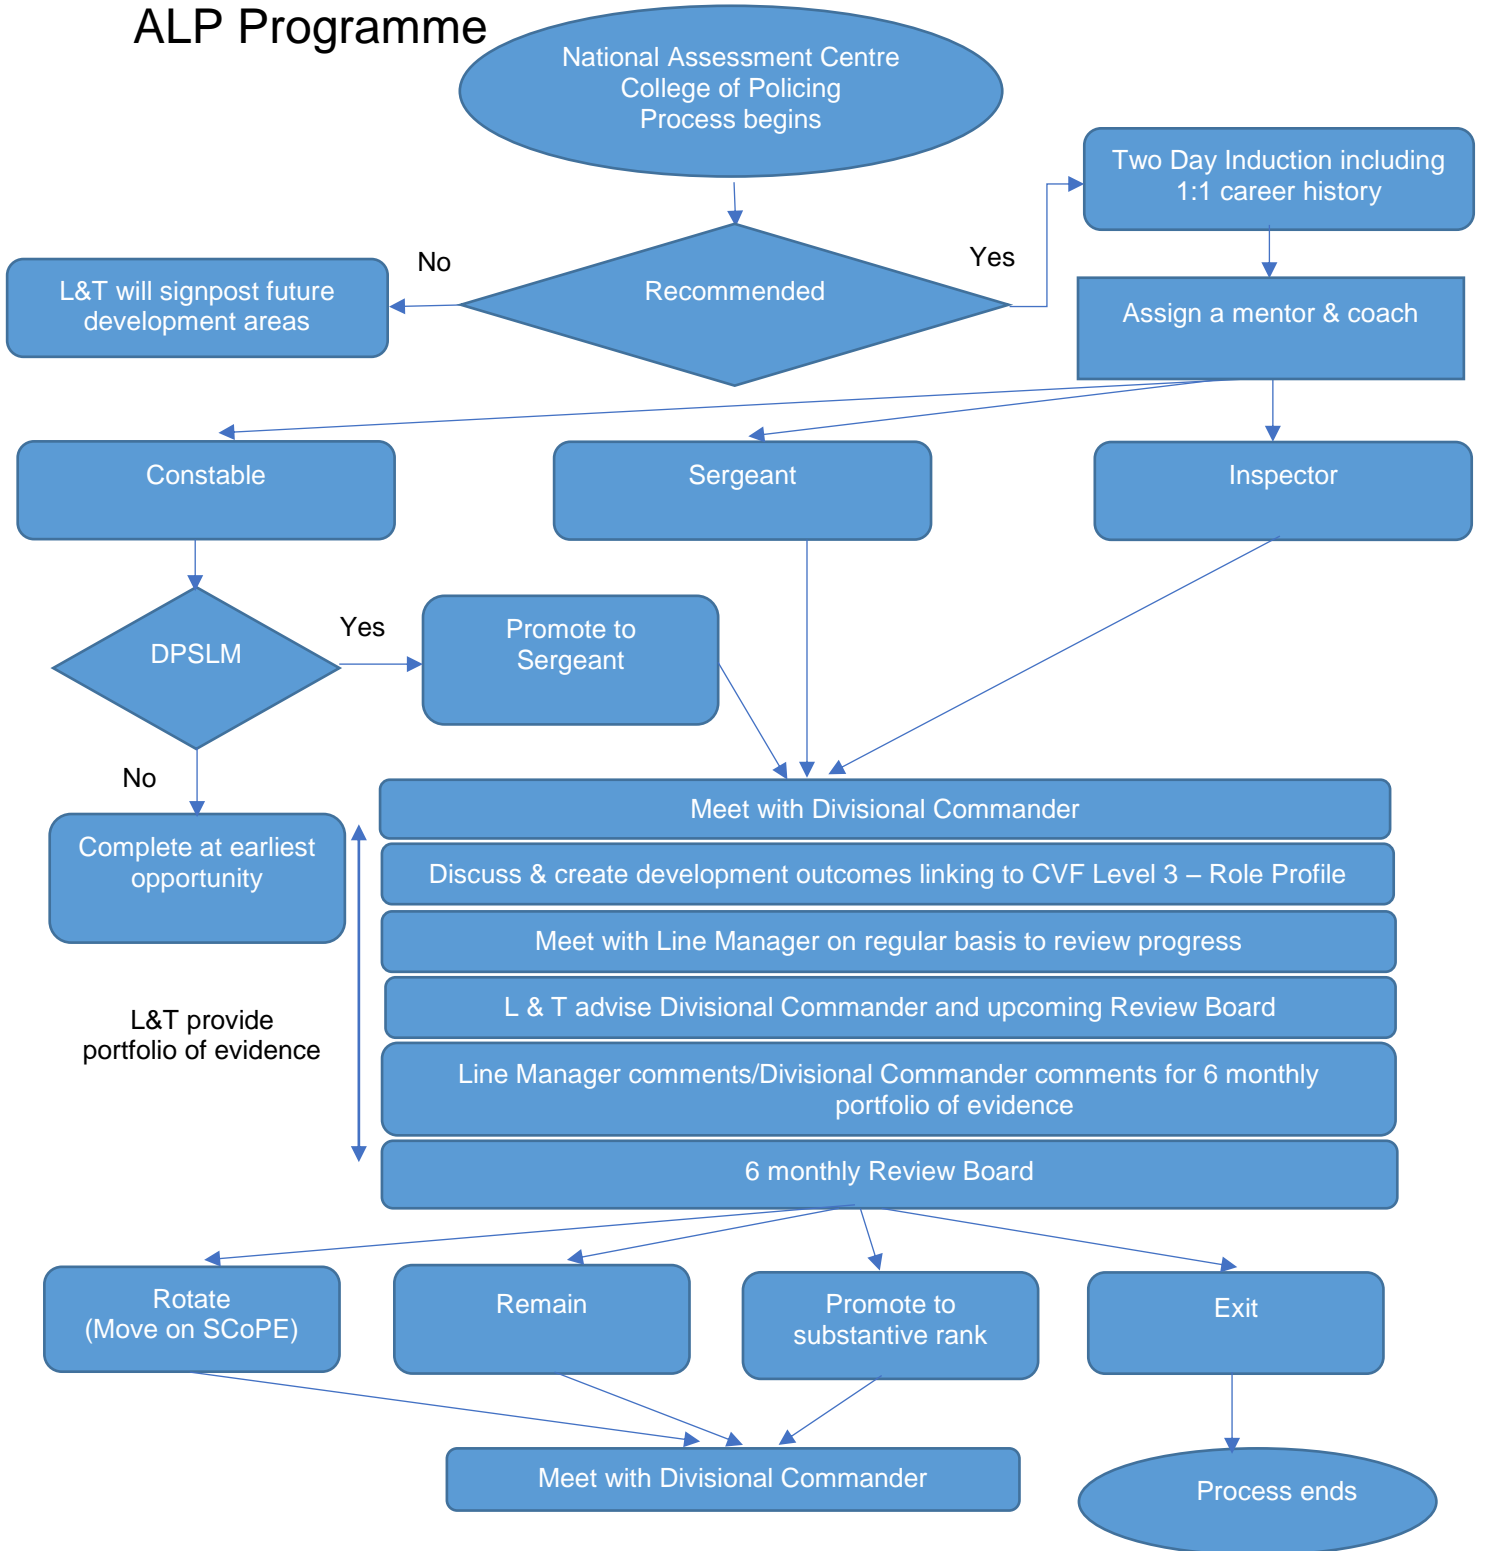 ALP Programme
National Assessment Centre
College of Policing
Process begins
Two Day Induction including
1:1 career history
No
Yes
L&T will signpost future
development areas
Recommended
Assign a mentor & coach
Constable
Sergeant
Inspector
DPSLM
Yes
Promote to
Sergeant
No
Complete at earliest
opportunity
Meet with Divisional Commander
Discuss & create development outcomes linking to CVF Level 3 – Role Profile
Meet with Line Manager on regular basis to review progress
L & T advise Divisional Commander and upcoming Review Board
L&T provide
portfolio of evidence
Line Manager comments/Divisional Commander comments for 6 monthly
portfolio of evidence
6 monthly Review Board
Rotate
(Move on SCoPE)
Remain
Promote to
substantive rank
Exit
Meet with Divisional Commander
Process ends